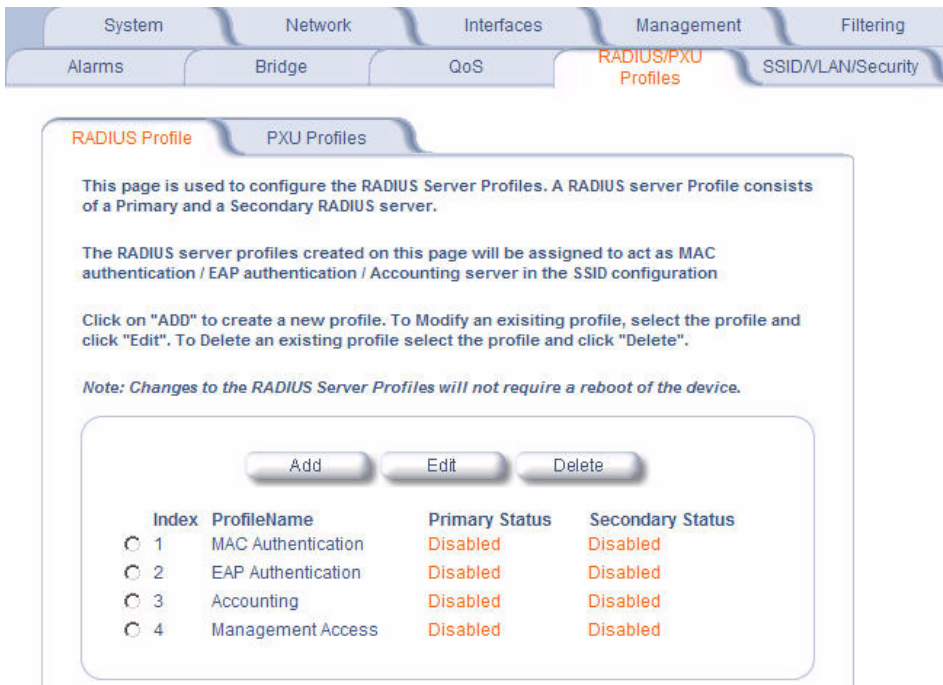 System Network Interfaces Management Filtering
Alarms Bridge QoS RADIUS/PXU Profiles SSID/VLAN/Security
RADIUS Profile PXU Profiles
This page is used to configure the RADIUS Server Profiles. A RADIUS server Profile consists
of a Primary and a Secondary RADIUS server.
The RADIUS server profiles created on this page will be assigned to act as MAC
authentication / EAP authentication / Accounting server in the SSID configuration
Click on "ADD" to create a new profile. To Modify an exisiting profile, select the profile and
click "Edit". To Delete an existing profile select the profile and click "Delete".
Note: Changes to the RADIUS Server Profiles will not require a reboot of the device.
Add Edit Delete
Index ProfileName Primary Status Secondary Status
1 MAC Authentication Disabled Disabled
2 EAP Authentication Disabled Disabled
3 Accounting Disabled Disabled
4 Management Access Disabled Disabled